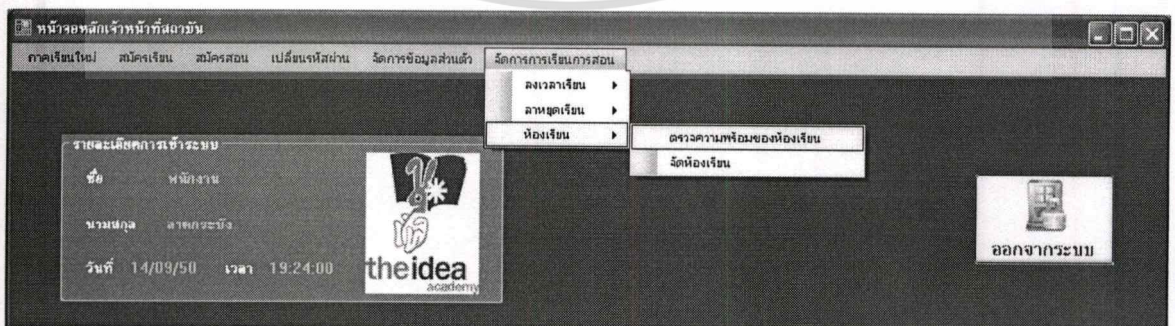 หน้าจอหลักเจ้าหน้าที่สถาบัน
ภาคเรียนใหม่ สมัครเรียน สมัครสอน เปลี่ยนรหัสผ่าน จัดการข้อมูลส่วนตัว จัดการการเรียนการสอน
ลงเวลาเรียน
ลาหยุดเรียน
ห้องเรียน
ตรวจความพร้อมของห้องเรียน
จัดห้องเรียน
รายละเอียดการเข้าระบบ
ชื่อ พนักงาน
นามสกุล ลาดกระบัง
วันที่ 14/09/50 เวลา 19:24:00
theidea
academy
ออกจากระบบ